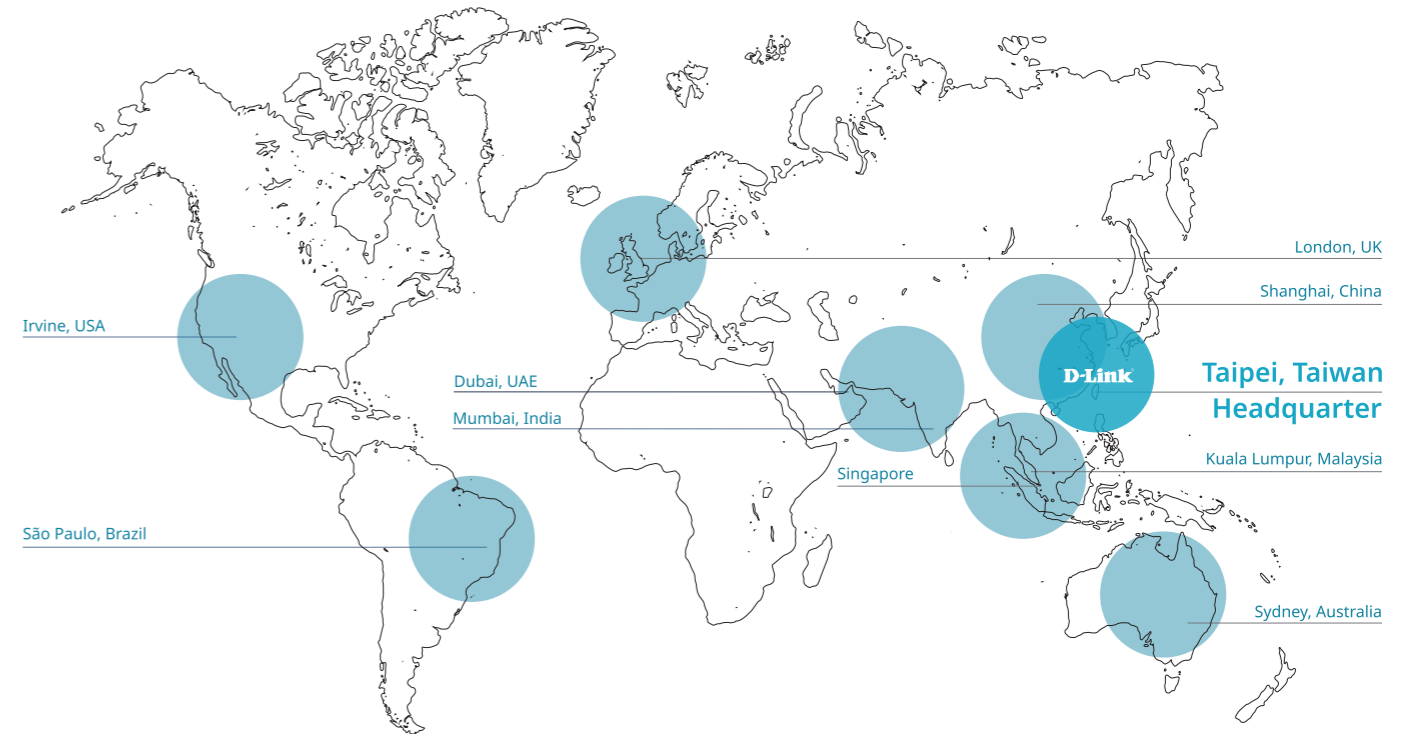 London, UK
Shanghai, China
Irvine, USA
D-Link
Taipei, Taiwan
Headquarter
Dubai, UAE
Mumbai, India
Kuala Lumpur, Malaysia
Singapore
São Paulo, Brazil
Sydney, Australia